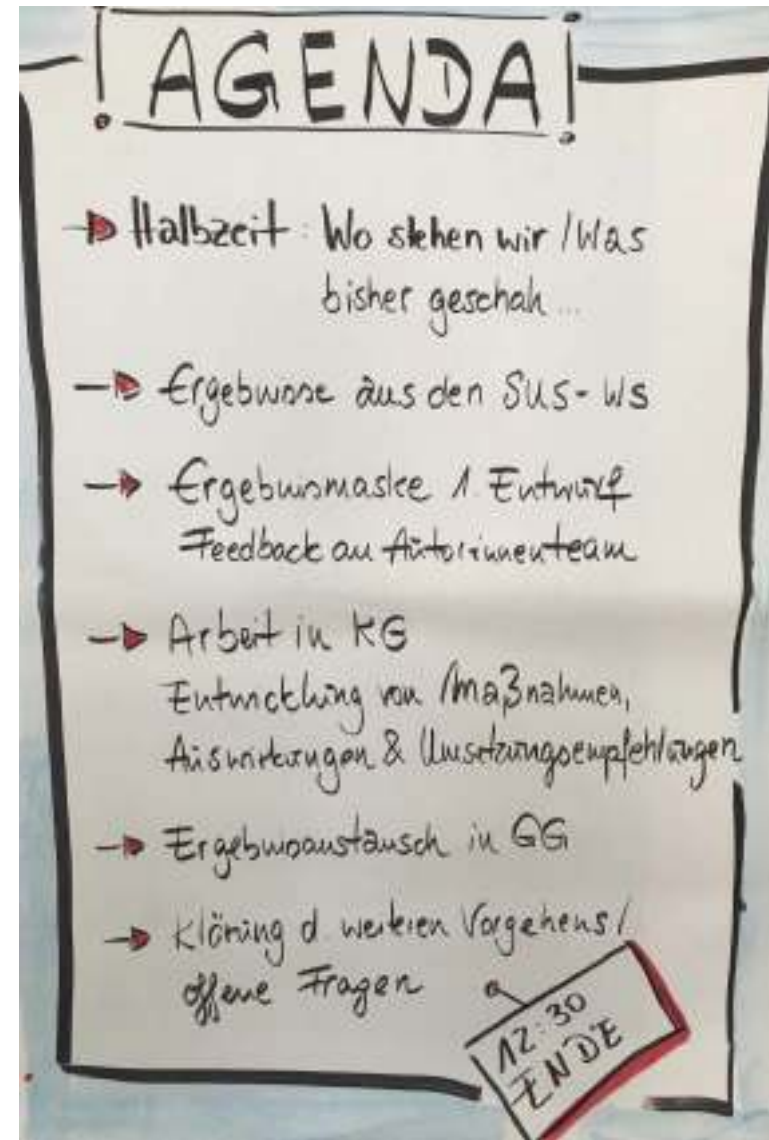 AGENDA
Halbzeit: Wo stehen wir / Was
bisher geschah...
Ergebnisse aus den SUS-WS
Ergebnismaske 1. Entwurf
Feedback an Autorinnenteam
Arbeit in KG
Entwicklung von Maßnahmen,
Auswirkungen & Umsetzungsempfehlungen
Ergebnisaustausch in GG
Klärung d. weiteren Vorgehens /
offene Fragen
12:30
ENDE